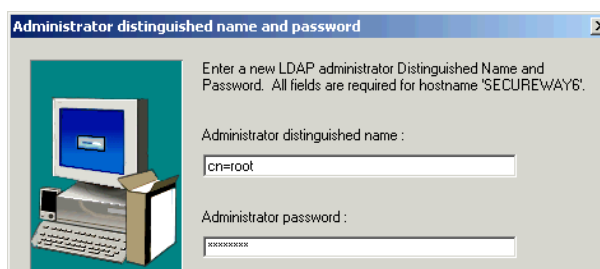 Administrator distinguished name and password
Enter a new LDAP administrator Distinguished Name and
Password. All fields are required for hostname 'SECUREWAY6'.
Administrator distinguished name :
cn=root
Administrator password :
********